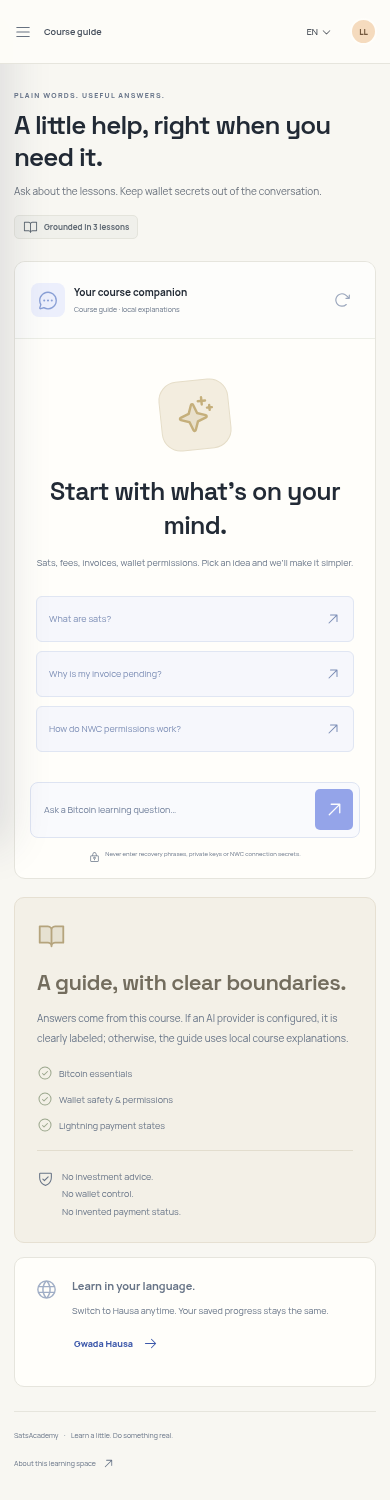 Course guide
EN
LL
PLAIN WORDS. USEFUL ANSWERS.
A little help, right when you
need it.
Ask about the lessons. Keep wallet secrets out of the conversation.
Grounded in 3 lessons
Your course companion
Course guide · local explanations
Start with what's on your
mind.
Sats, fees, invoices, wallet permissions. Pick an idea and we'll make it simpler.
What are sats?
Why is my invoice pending?
How do NWC permissions work?
Ask a Bitcoin learning question...
Never enter recovery phrases, private keys or NWC connection secrets.
A guide, with clear boundaries.
Answers come from this course. If an AI provider is configured, it is
clearly labeled; otherwise, the guide uses local course explanations.
Bitcoin essentials
Wallet safety & permissions
Lightning payment states
No investment advice.
No wallet control.
No invented payment status.
Learn in your language.
Switch to Hausa anytime. Your saved progress stays the same.
Gwada Hausa
SatsAcademy · Learn a little. Do something real.
About this learning space